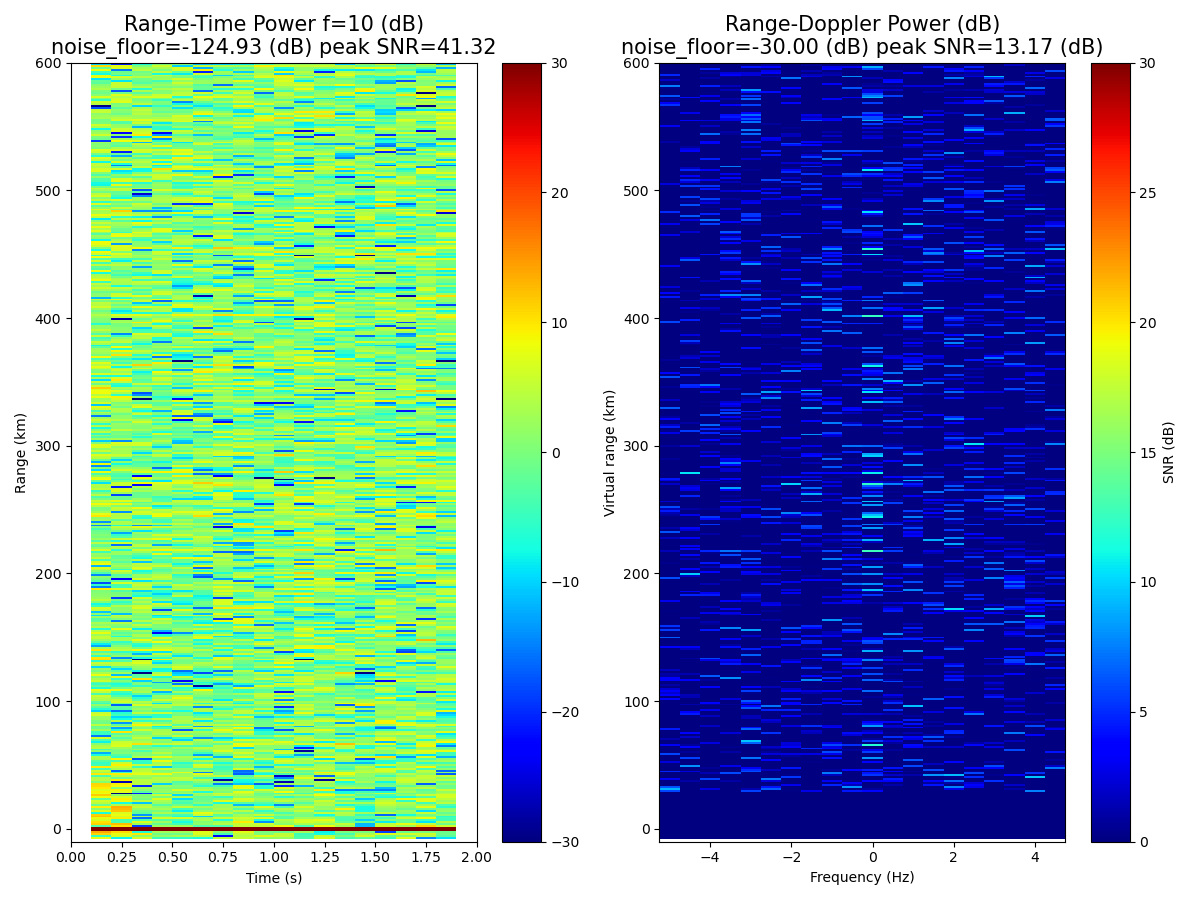 Range-Time Power f=10 (dB)
noise_floor=-124.93 (dB) peak SNR=41.32
600
500
400
300
200
100
0
Range (km)
0.00 0.25 0.50 0.75 1.00 1.25 1.50 1.75 2.00
Time (s)
30
20
10
0
−10
−20
−30
Range-Doppler Power (dB)
noise_floor=-30.00 (dB) peak SNR=13.17 (dB)
600
500
400
300
200
100
0
Virtual range (km)
−4 −2 0 2 4
Frequency (Hz)
30
25
20
15
10
5
0
SNR (dB)